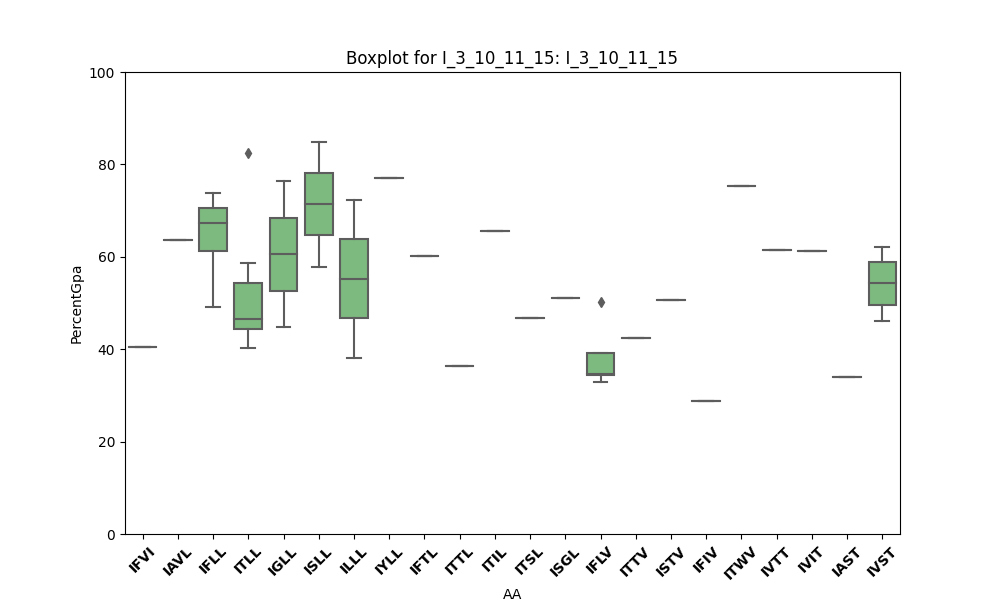 Boxplot for I_3_10_11_15: I_3_10_11_15
100
80
60
40
20
0
PercentGpa
IFVI IAVL IFLL ITLL IGLL ISLL ILLL IYLL IFTL ITTL ITIL ITSL ISGL IFLV ITTV ISTV IFIV ITWV IVTT IVIT IAST IVST
AA